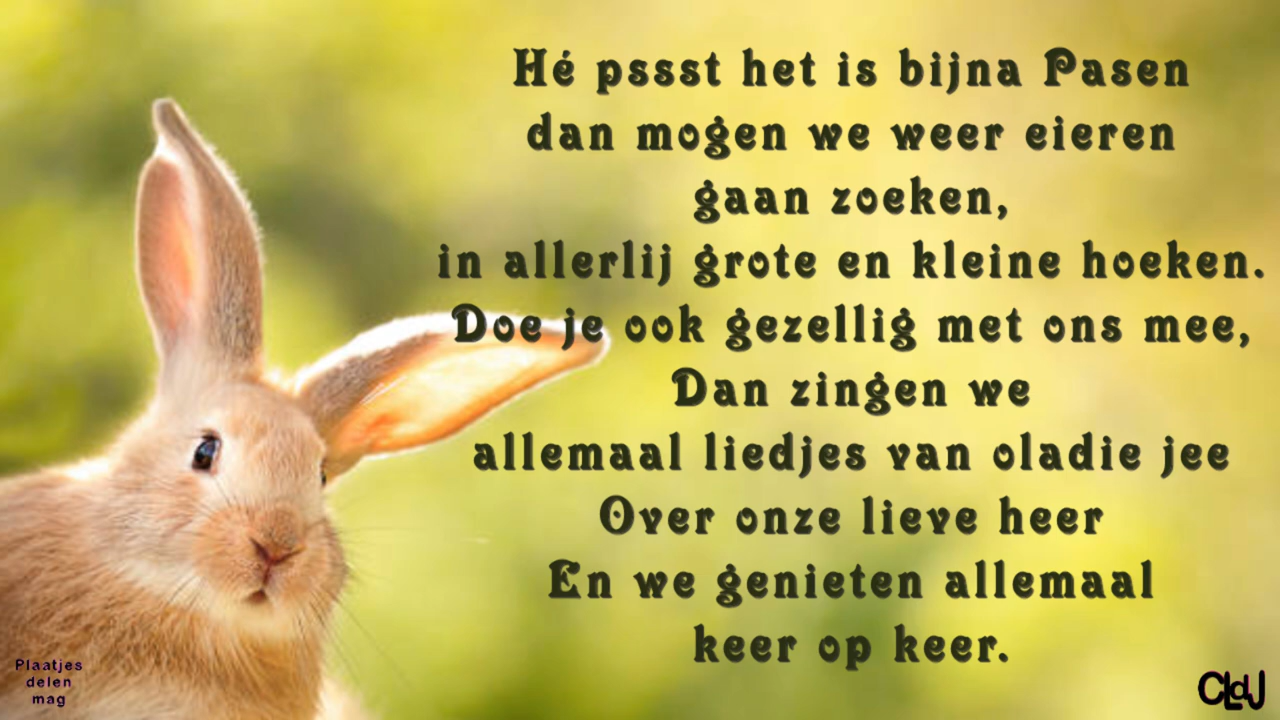 Hé pssst het is bijna Pasen
dan mogen we weer eieren
gaan zoeken,
in allerlij grote en kleine hoeken.
Doe je ook gezellig met ons mee,
Dan zingen we
allemaal liedjes van oladie jee
Over onze lieve heer
En we genieten allemaal
keer op keer.
Plaatjes
delen
mag
CLdJ